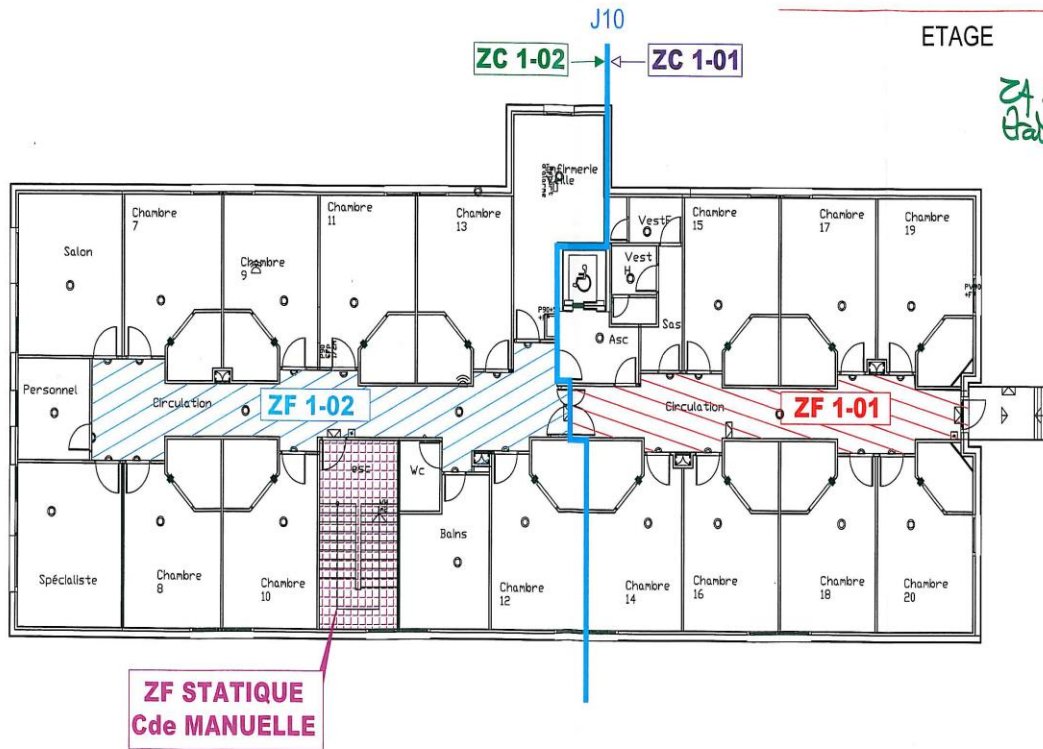 J10
ETAGE
ZC 1-02
ZC 1-01
ZA
Infirmerie
Salon
Chambre
7
Chambre
9
Chambre
11
Chambre
13
VestF
Vest
H
Chambre
15
Chambre
17
Chambre
19
Sas
Asc
Personnel
Circulation
ZF 1-02
Circulation
ZF 1-01
esc
Wc
Bains
Spécialiste
Chambre
8
Chambre
10
Chambre
12
Chambre
14
Chambre
16
Chambre
18
Chambre
20
ZF STATIQUE
Cde MANUELLE